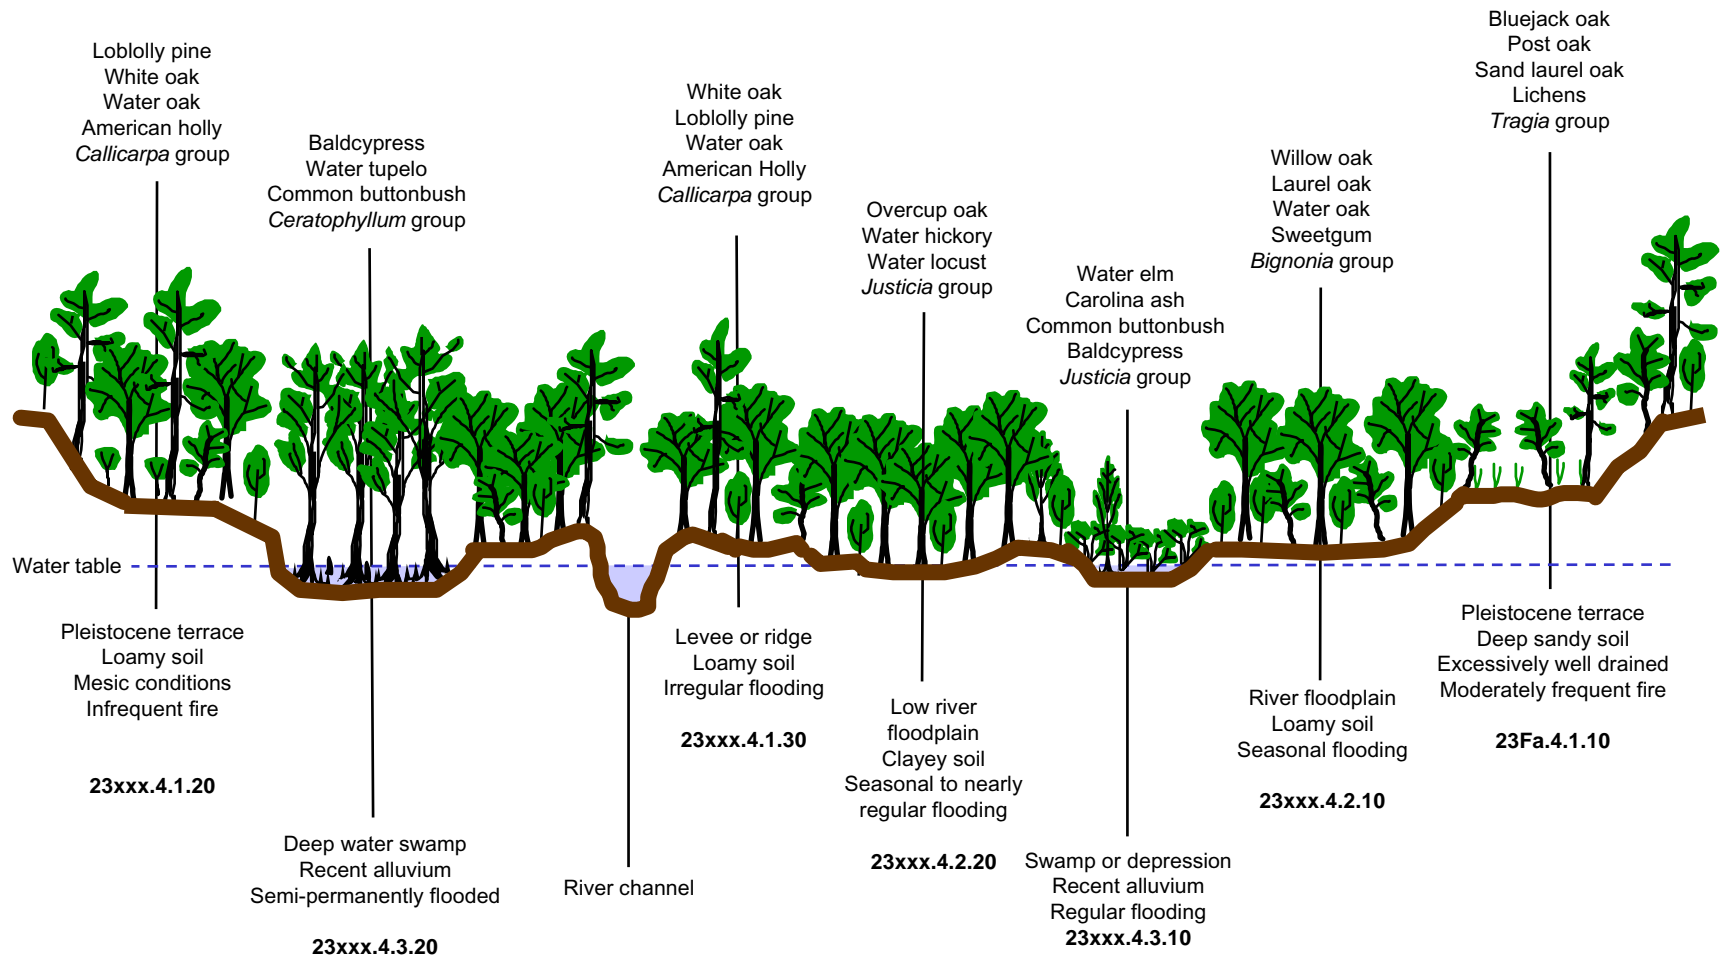 Loblolly pine
White oak
Water oak
American holly
Callicarpa group
Baldcypress
Water tupelo
Common buttonbush
Ceratophyllum group
White oak
Loblolly pine
Water oak
American Holly
Callicarpa group
Overcup oak
Water hickory
Water locust
Justicia group
Water elm
Carolina ash
Common buttonbush
Baldcypress
Justicia group
Willow oak
Laurel oak
Water oak
Sweetgum
Bignonia group
Bluejack oak
Post oak
Sand laurel oak
Lichens
Tragia group
Water table
Pleistocene terrace
Loamy soil
Mesic conditions
Infrequent fire
23xxx.4.1.20
Deep water swamp
Recent alluvium
Semi-permanently flooded
23xxx.4.3.20
River channel
Levee or ridge
Loamy soil
Irregular flooding
23xxx.4.1.30
Low river
floodplain
Clayey soil
Seasonal to nearly
regular flooding
23xxx.4.2.20
Swamp or depression
Recent alluvium
Regular flooding
23xxx.4.3.10
River floodplain
Loamy soil
Seasonal flooding
23xxx.4.2.10
Pleistocene terrace
Deep sandy soil
Excessively well drained
Moderately frequent fire
23Fa.4.1.10